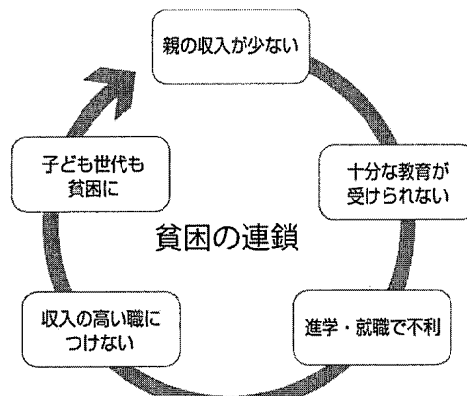 親の収入が少ない
十分な教育が
受けられない
進学・就職で不利
収入の高い職に
つけない
子ども世代も
貧困に
貧困の連鎖